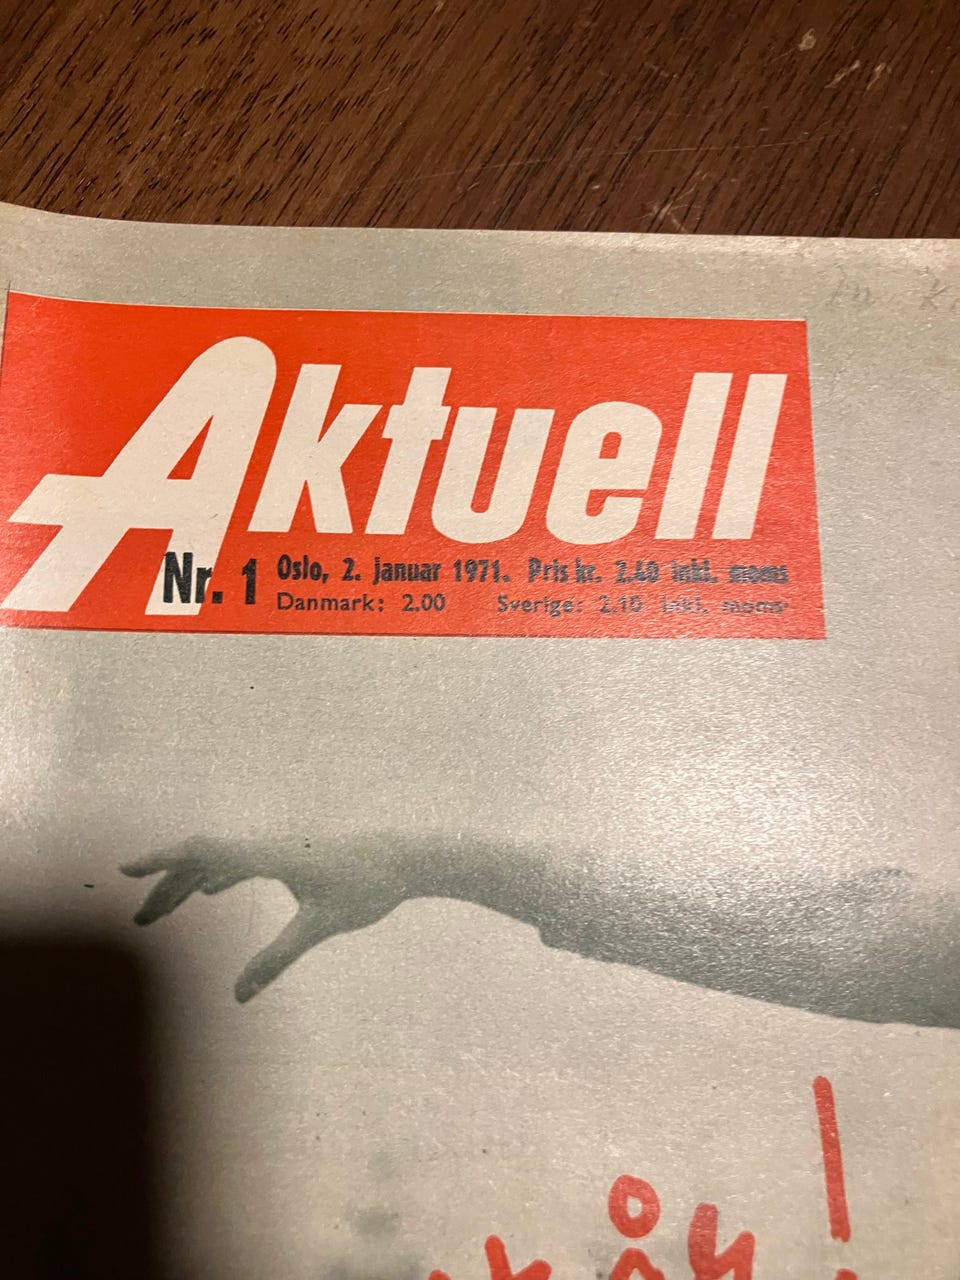 Aktuell
Nr. 1
Oslo, 2. januar 1971. Pris kr. 2.40 inkl. moms
Danmark: 2.00 Sverige: 2.10 inkl. moms